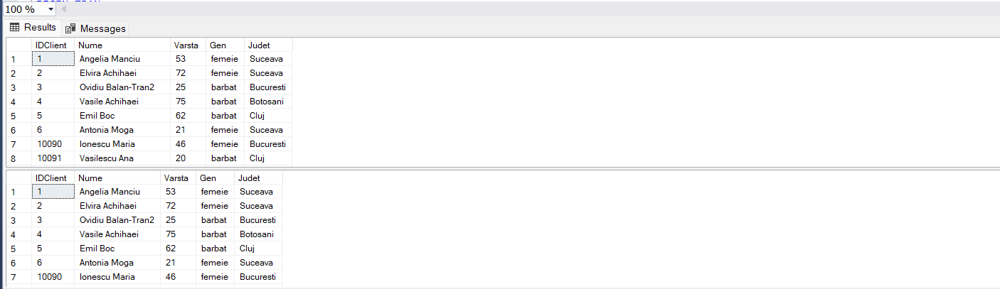 100 %
Results Messages
IDClient Nume Varsta Gen Judet
1 1 Angelia Manciu 53 femeie Suceava
2 2 Elvira Achihaei 72 femeie Suceava
3 3 Ovidiu Balan-Tran2 25 barbat Bucuresti
4 4 Vasile Achihaei 75 barbat Botosani
5 5 Emil Boc 62 barbat Cluj
6 6 Antonia Moga 21 femeie Suceava
7 10090 Ionescu Maria 46 femeie Bucuresti
8 10091 Vasilescu Ana 20 barbat Cluj
IDClient Nume Varsta Gen Judet
1 1 Angelia Manciu 53 femeie Suceava
2 2 Elvira Achihaei 72 femeie Suceava
3 3 Ovidiu Balan-Tran2 25 barbat Bucuresti
4 4 Vasile Achihaei 75 barbat Botosani
5 5 Emil Boc 62 barbat Cluj
6 6 Antonia Moga 21 femeie Suceava
7 10090 Ionescu Maria 46 femeie Bucuresti